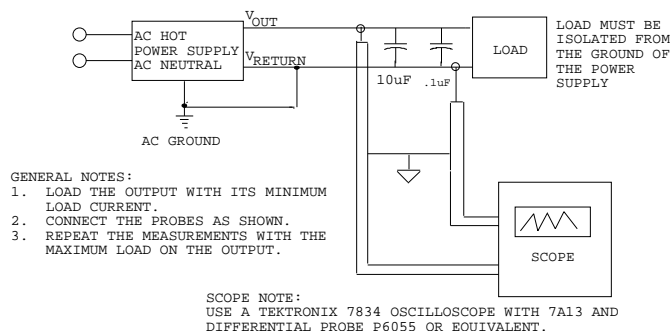 AC HOT
POWER SUPPLY
AC NEUTRAL
VOUT
VRETURN
10uF
.1uF
LOAD
LOAD MUST BE
ISOLATED FROM
THE GROUND OF
THE POWER
SUPPLY
AC GROUND
GENERAL NOTES:
1. LOAD THE OUTPUT WITH ITS MINIMUM
LOAD CURRENT.
2. CONNECT THE PROBES AS SHOWN.
3. REPEAT THE MEASUREMENTS WITH THE
MAXIMUM LOAD ON THE OUTPUT.
SCOPE
SCOPE NOTE:
USE A TEKTRONIX 7834 OSCILLOSCOPE WITH 7A13 AND
DIFFERENTIAL PROBE P6055 OR EQUIVALENT.